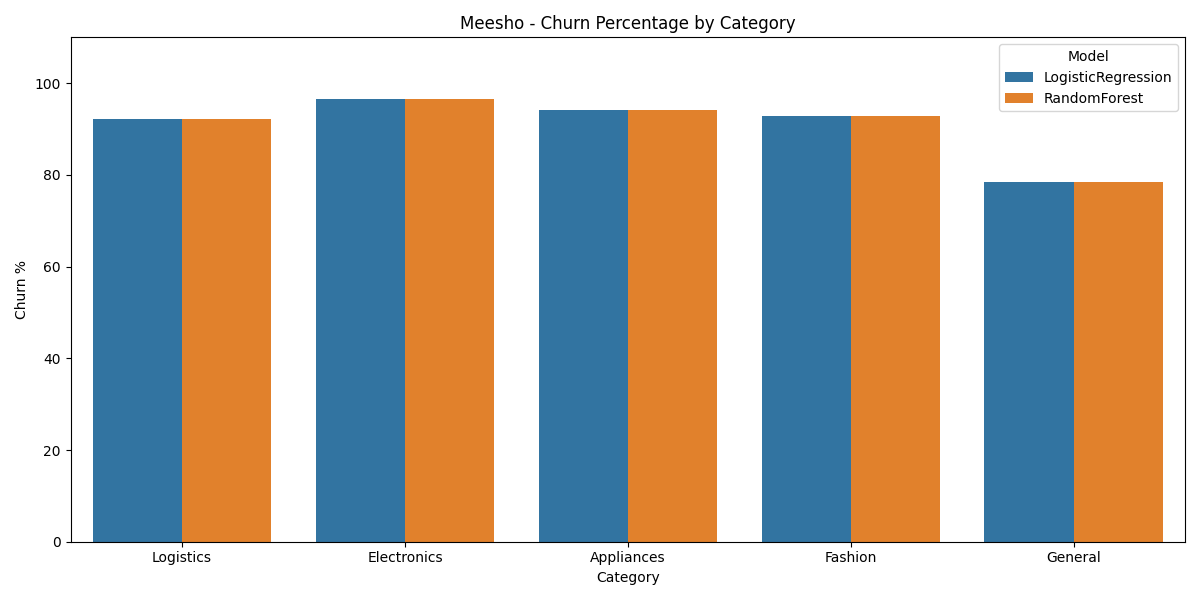 Meesho - Churn Percentage by Category
Model
LogisticRegression
RandomForest
Churn %
100
80
60
40
20
0
Logistics
Electronics
Appliances
Fashion
General
Category